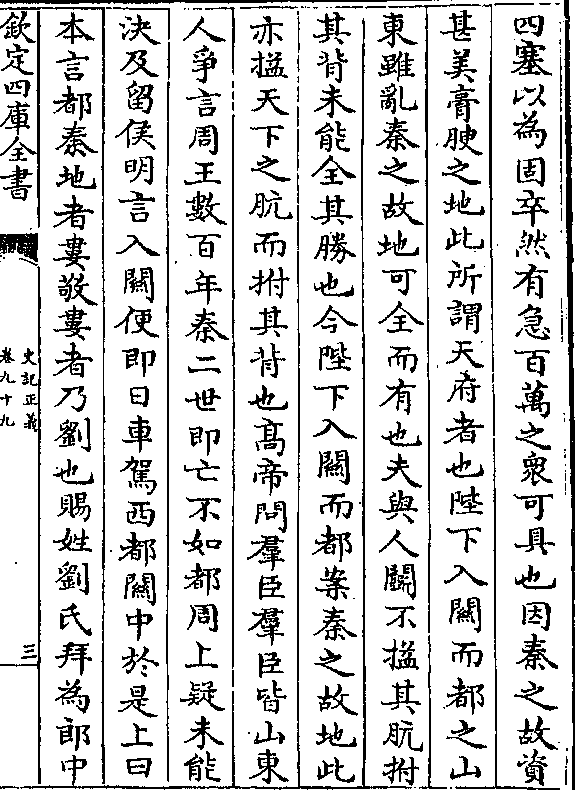 四塞以為固卒然有急百萬之衆可具也因秦之故資
甚美膏腴之地此所謂天府者也陛下入關而都之山
東雖亂秦之故地可全而有也夫與人鬭不搤其肮拊
其背未能全其勝也今陛下入關而都案秦之故地此
亦搤天下之肮而拊其背也髙帝問羣臣羣臣皆山東
人爭言周王數百年秦二世即亡不如都周上疑未能
決及留侯明言入關便即日車駕西都關中於是上曰
本言都秦地者婁敬婁者乃劉也賜姓劉氏拜為郎中
欽定四庫全書
史記正義
卷九十九
三